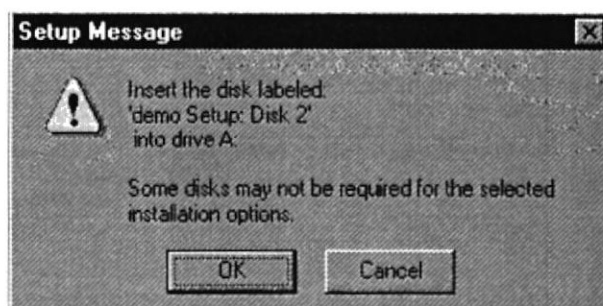 Setup Message
Insert the disk labeled:
'demo Setup: Disk 2'
into drive A:
Some disks may not be required for the selected
installation options.
OK
Cancel